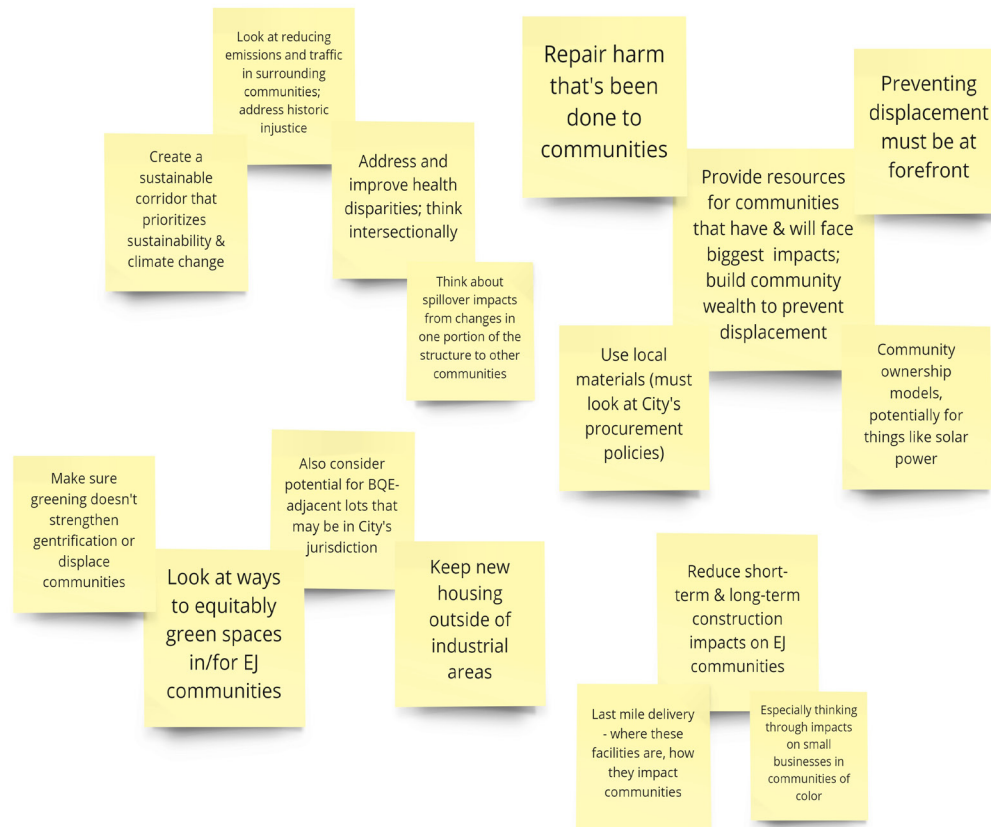 Look at reducing
emissions and traffic
in surrounding
communities;
address historic
injustice
Create a
sustainable
corridor that
prioritizes
sustainability &
climate change
Address and
improve health
disparities; think
intersectionally
Think about
spillover impacts
from changes in
one portion of the
structure to other
communities
Repair harm
that's been
done to
communities
Preventing
displacement
must be at
forefront
Provide resources
for communities
that have & will face
biggest impacts;
build community
wealth to prevent
displacement
Use local
materials (must
look at City's
procurement
policies)
Community
ownership
models,
potentially for
things like solar
power
Make sure
greening doesn't
strengthen
gentrification or
displace
communities
Also consider
potential for BQE-
adjacent lots that
may be in City's
jurisdiction
Look at ways
to equitably
green spaces
in/for EJ
communities
Keep new
housing
outside of
industrial
areas
Reduce short-
term & long-term
construction
impacts on EJ
communities
Last mile delivery
- where these
facilities are, how
they impact
communities
Especially thinking
through impacts
on small
businesses in
communities of
color